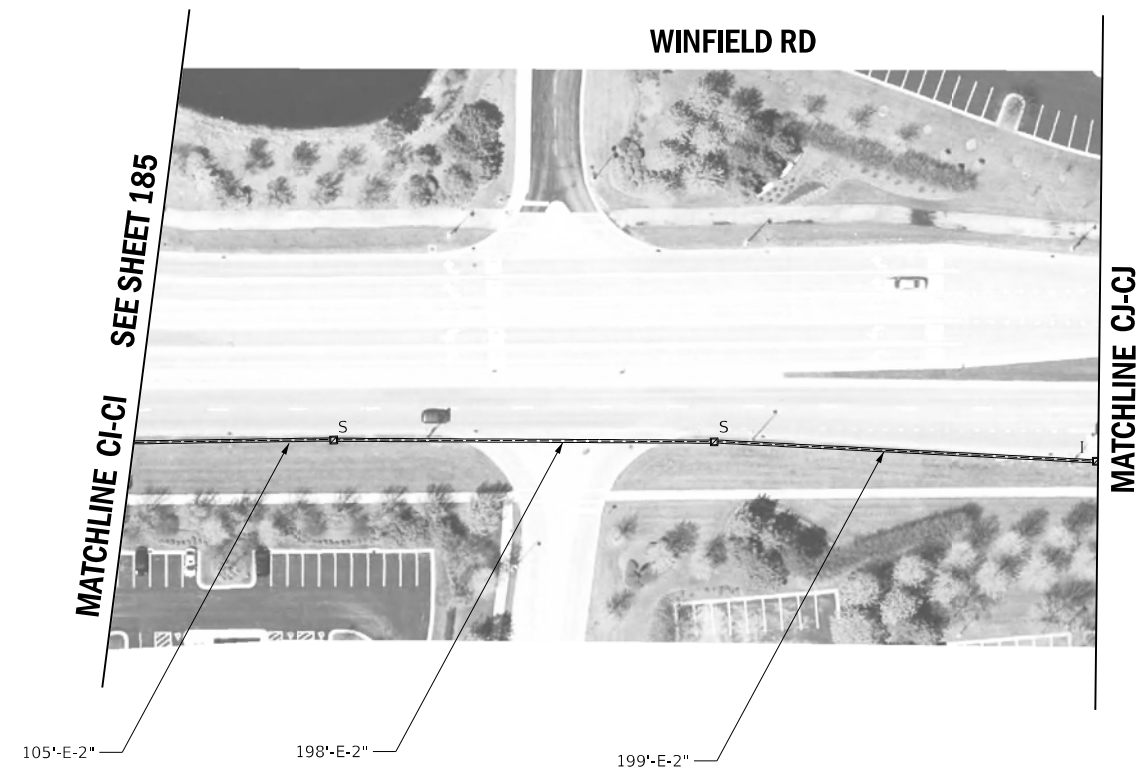 WINFIELD RD
SEE SHEET 185
MATCHLINE CI-CI
MATCHLINE CJ-CJ
S
S
I
105'-E-2"
198'-E-2"
199'-E-2"